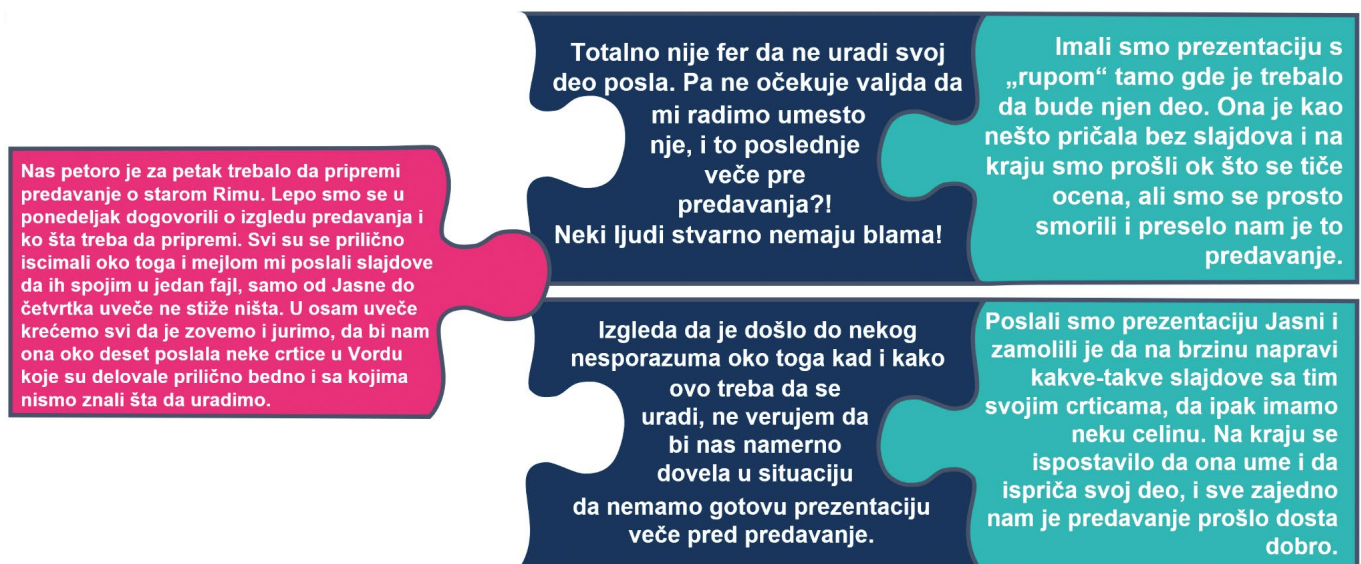 Nas petoro je za petak trebalo da pripremi
predavanje o starom Rimu. Lepo smo se u
ponedeljak dogovorili o izgledu predavanja i
ko šta treba da pripremi. Svi su se prilično
iscimali oko toga i mejlom mi poslali slajdove
da ih spojim u jedan fajl, samo od Jasne do
četvrtka uveče ne stiže ništa. U osam uveče
krećemo svi da je zovemo i jurimo, da bi nam
ona oko deset poslala neke crtice u Vordu
koje su delovale prilično bedno i sa kojima
nismo znali šta da uradimo.
Totalno nije fer da ne uradi svoj
deo posla. Pa ne očekuje valjda da
mi radimo umesto
nje, i to poslednje
veče pre
predavanja?!
Neki ljudi stvarno nemaju blama!
Imali smo prezentaciju s
„rupom“ tamo gde je trebalo
da bude njen deo. Ona je kao
nešto pričala bez slajdova i na
kraju smo prošli ok što se tiče
ocena, ali smo se prosto
smorili i preselo nam je to
predavanje.
Izgleda da je došlo do nekog
nesporazuma oko toga kad i kako
ovo treba da se
uradi, ne verujem da
bi nas namerno
dovela u situaciju
da nemamo gotovu prezentaciju
veče pred predavanje.
Poslali smo prezentaciju Jasni i
zamolili je da na brzinu napravi
kakve-takve slajdove sa tim
svojim crticama, da ipak imamo
neku celinu. Na kraju se
ispostavilo da ona ume i da
ispriča svoj deo, i sve zajedno
nam je predavanje prošlo dosta
dobro.